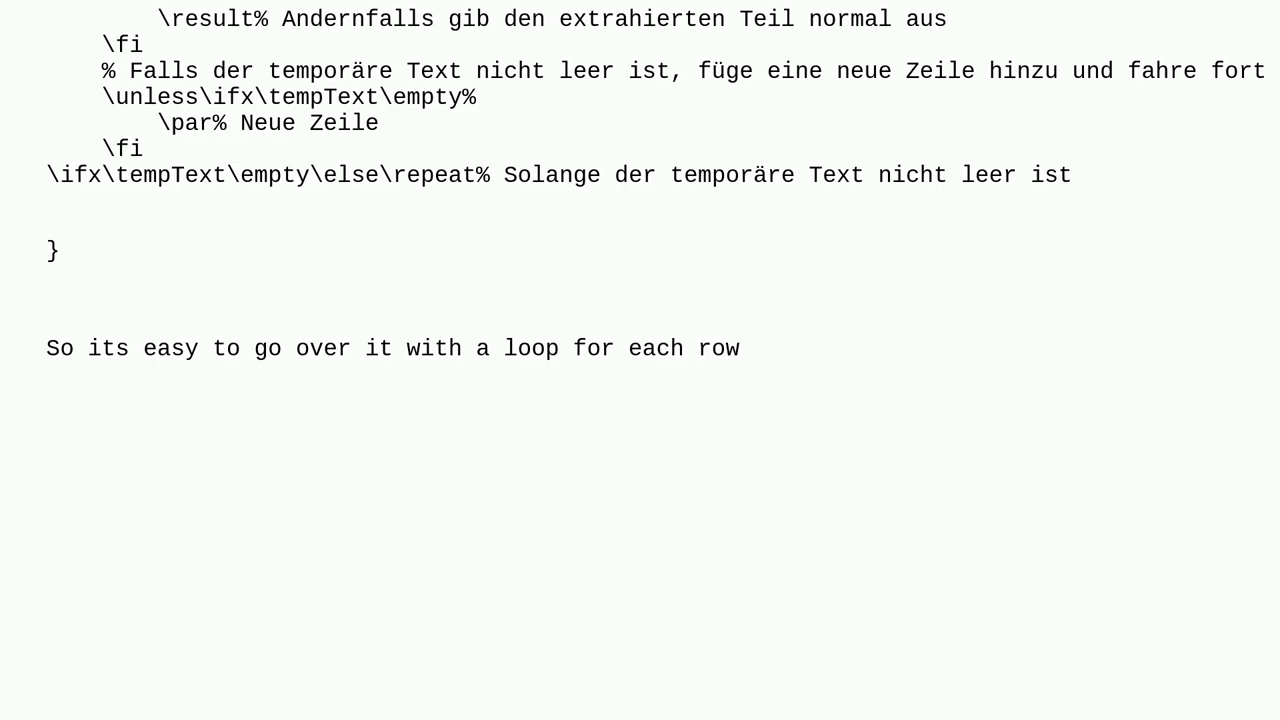 \result% Andernfalls gib den extrahierten Teil normal aus
\fi
% Falls der temporäre Text nicht leer ist, füge eine neue Zeile hinzu und fahre fort
\unless\ifx\tempText\empty%
\par% Neue Zeile
\fi
\ifx\tempText\empty\else\repeat% Solange der temporäre Text nicht leer ist
}
So its easy to go over it with a loop for each row